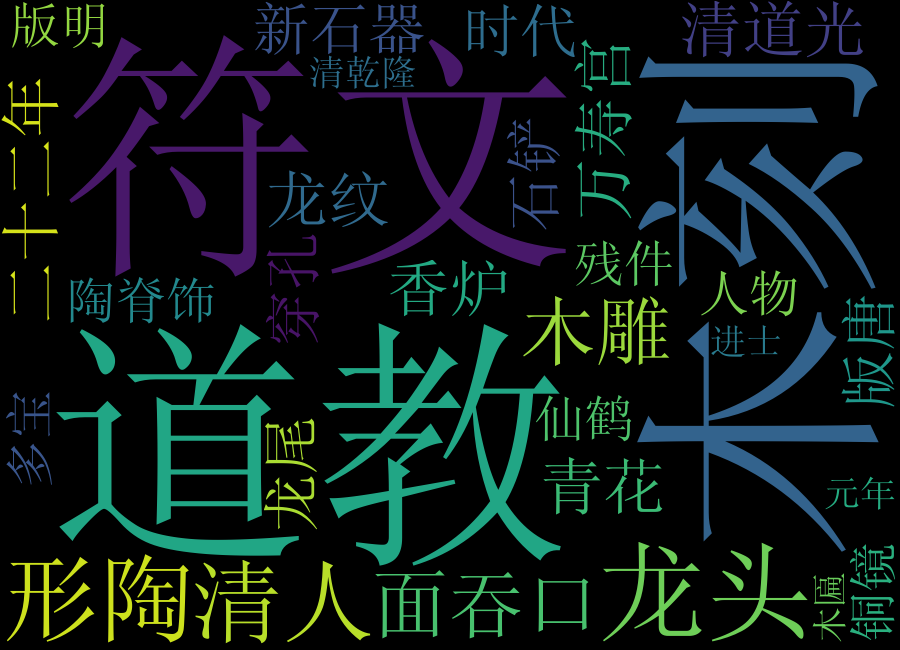 版明
新石器
时代
清道光
清乾隆
符文
二十二年
石铲
万寿宫
木刻
龙纹
穿孔
陶脊饰
香炉
残件
人物
木雕
进士
版唐
道教
多宝
龙尾
仙鹤
青花
元年
形陶清人
面吞口
龙头
木匾
铜镜